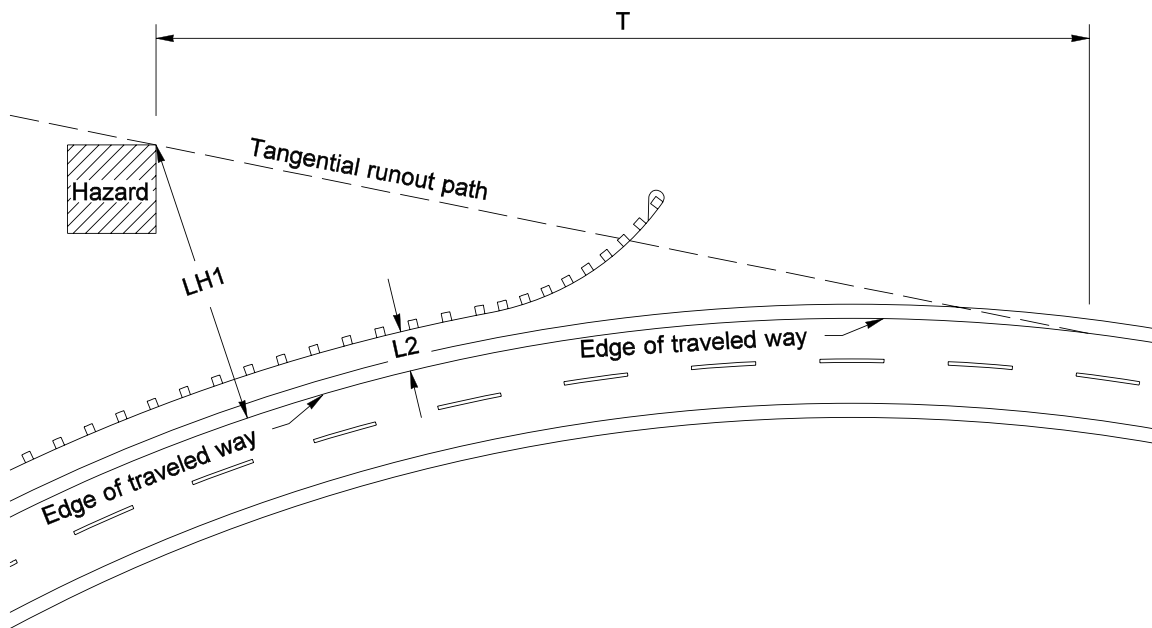 T
Tangential runout path
Hazard
LH1
L2
Edge of traveled way
Edge of traveled way